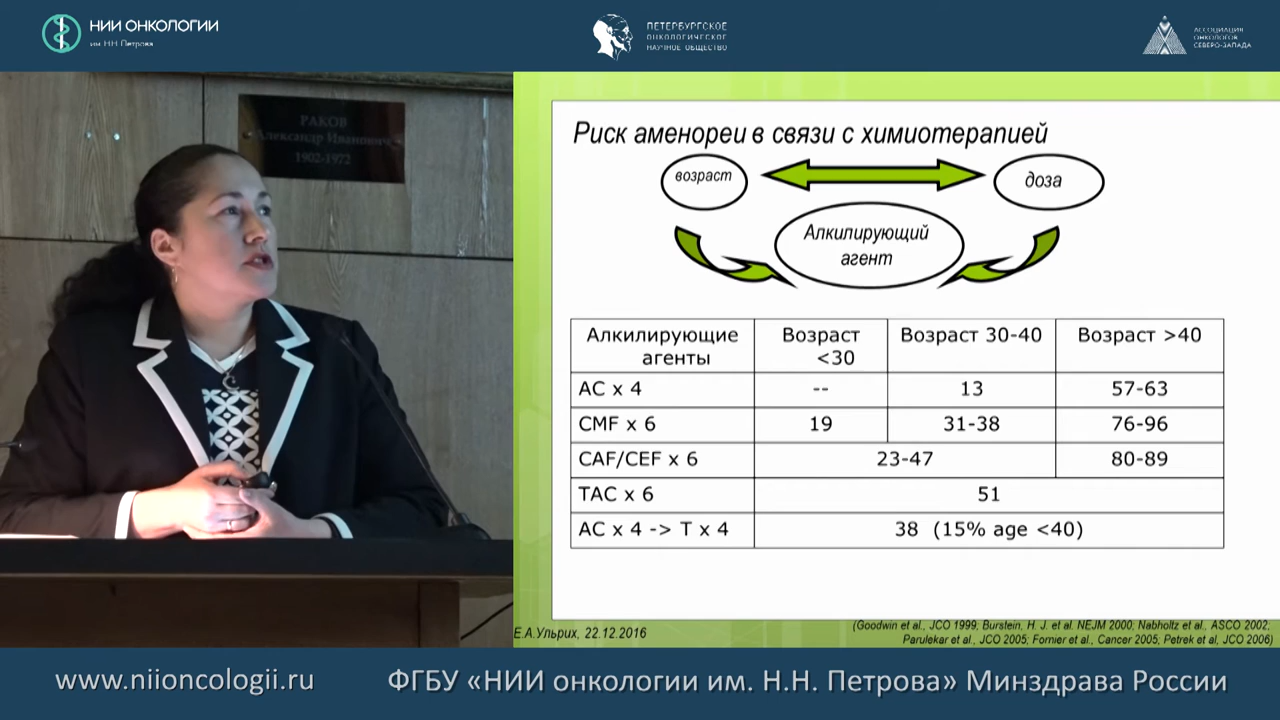 НИИ ОНКОЛОГИИ
им. Н.Н. Петрова
ПЕТЕРБУРГСКОЕ
ОНКОЛОГИЧЕСКОЕ
НАУЧНОЕ ОБЩЕСТВО
АССОЦИАЦИЯ
ОНКОЛОГОВ
СЕВЕРО-ЗАПАДА
РАКОВ
Александр Иванович
1902-1972
Риск аменореи в связи с химиотерапией
возраст
доза
Алкилирующий
агент
Алкилирующие агенты	Возраст <30	Возраст 30-40	Возраст >40
AC x 4	--	13	57-63
CMF x 6	19	31-38	76-96
CAF/CEF x 6	23-47	80-89
TAC x 6	51
AC x 4 -> T x 4	38 (15% age <40)
Е.А.Ульрих, 22.12.2016
(Goodwin et al., JCO 1999; Burstein, H. J. et al. NEJM 2000; Nabholtz et al., ASCO 2002;
Parulekar et al., JCO 2005; Fornier et al., Cancer 2005; Petrek et al, JCO 2006)
www.niioncologii.ru
ФГБУ «НИИ онкологии им. Н.Н. Петрова» Минздрава России